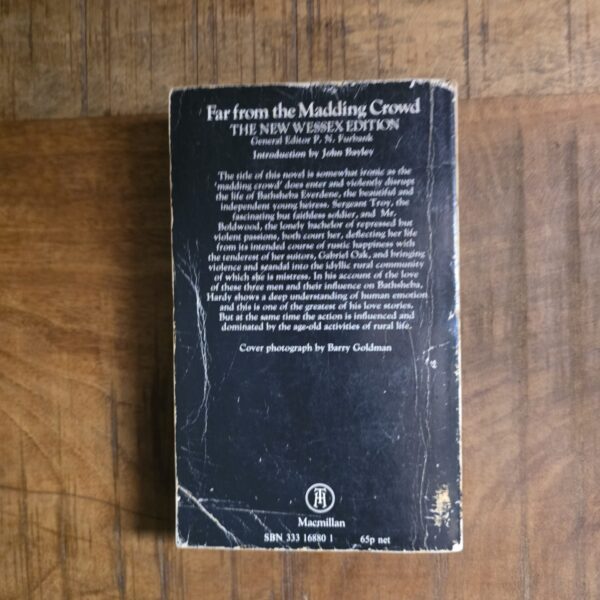 Far from the Madding Crowd
THE NEW WESSEX EDITION
General Editor P. N. Furbank
Introduction by John Bayley
The title of this novel is somewhat ironic as the
'madding crowd' does enter and violently disrupt
the life of Bathsheba Everdene, the beautiful and
independent young heiress. Sergeant Troy, the
fascinating but faithless soldier, and Mr.
Boldwood, the lonely bachelor of repressed but
violent passions, both court her, deflecting her life
from its intended course of rustic happiness with
the tenderest of her suitors, Gabriel Oak, and bringing
violence and scandal into the idyllic rural community
of which she is mistress. In his account of the love
of these three men and their influence on Bathsheba,
Hardy shows a deep understanding of human emotion
and this is one of the greatest of his love stories.
But at the same time the action is influenced and
dominated by the age-old activities of rural life.
Cover photograph by Barry Goldman
TH
Macmillan
SBN 333 16880 1 65p net